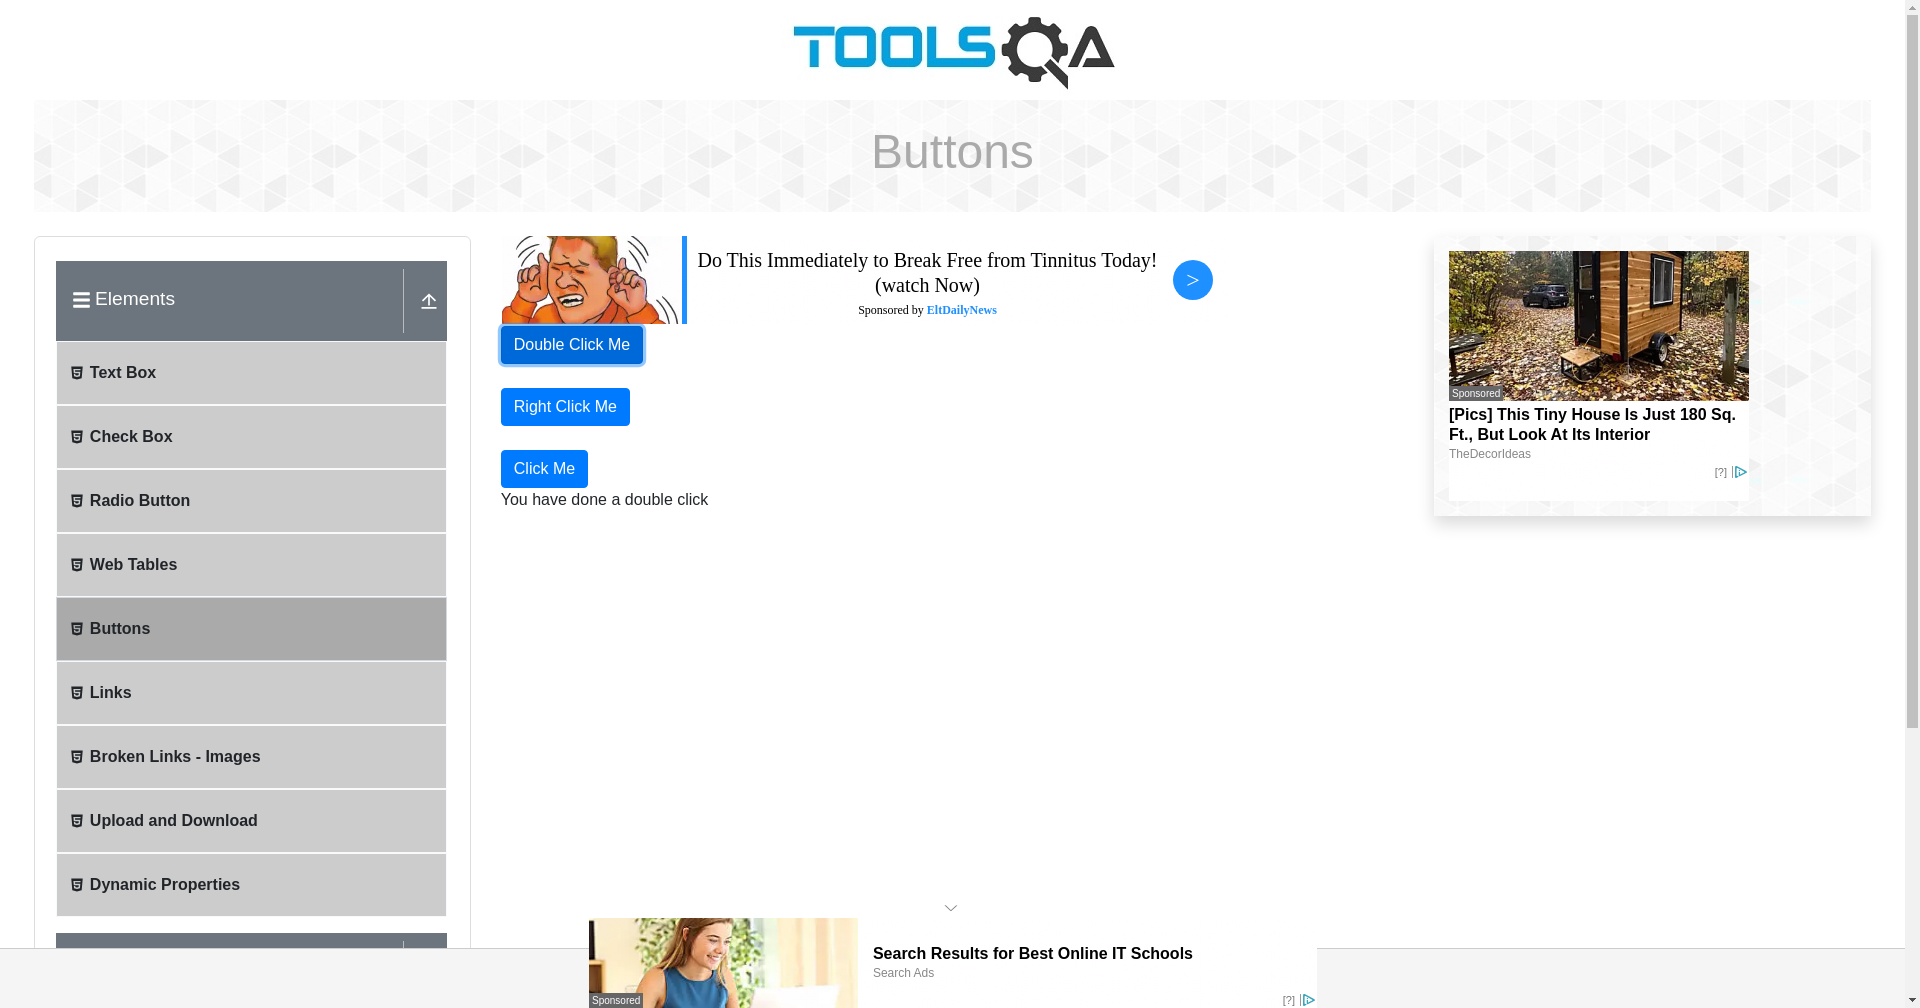 TOOLSQA
Buttons
Elements
Text Box
Check Box
Radio Button
Web Tables
Buttons
Links
Broken Links - Images
Upload and Download
Dynamic Properties
Do This Immediately to Break Free from Tinnitus Today!
(watch Now)
Sponsored by EltDailyNews
>
Double Click Me
Right Click Me
Click Me
You have done a double click
Sponsored
[Pics] This Tiny House Is Just 180 Sq.
Ft., But Look At Its Interior
TheDecorIdeas
[?]
Search Results for Best Online IT Schools
Search Ads
Sponsored
[?]